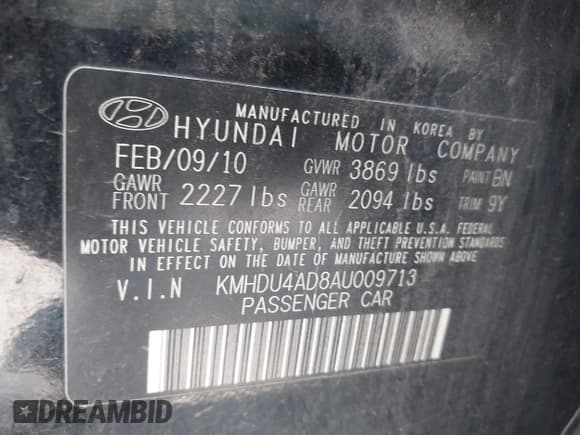 MANUFACTURED IN KOREA BY
HYUNDAI MOTOR COMPANY
FEB/09/10 GVWR 3869 lbs PAINT BN
GAWR FRONT 2227 lbs GAWR REAR 2094 lbs TRIM 9Y
THIS VEHICLE CONFORMS TO ALL APPLICABLE U.S.A. FEDERAL
MOTOR VEHICLE SAFETY, BUMPER, AND THEFT PREVENTION STANDARDS
IN EFFECT ON THE DATE OF MANUFACTURE SHOWN ABOVE
V.I.N KMHDU4AD8AU009713
PASSENGER CAR
DREAMBID